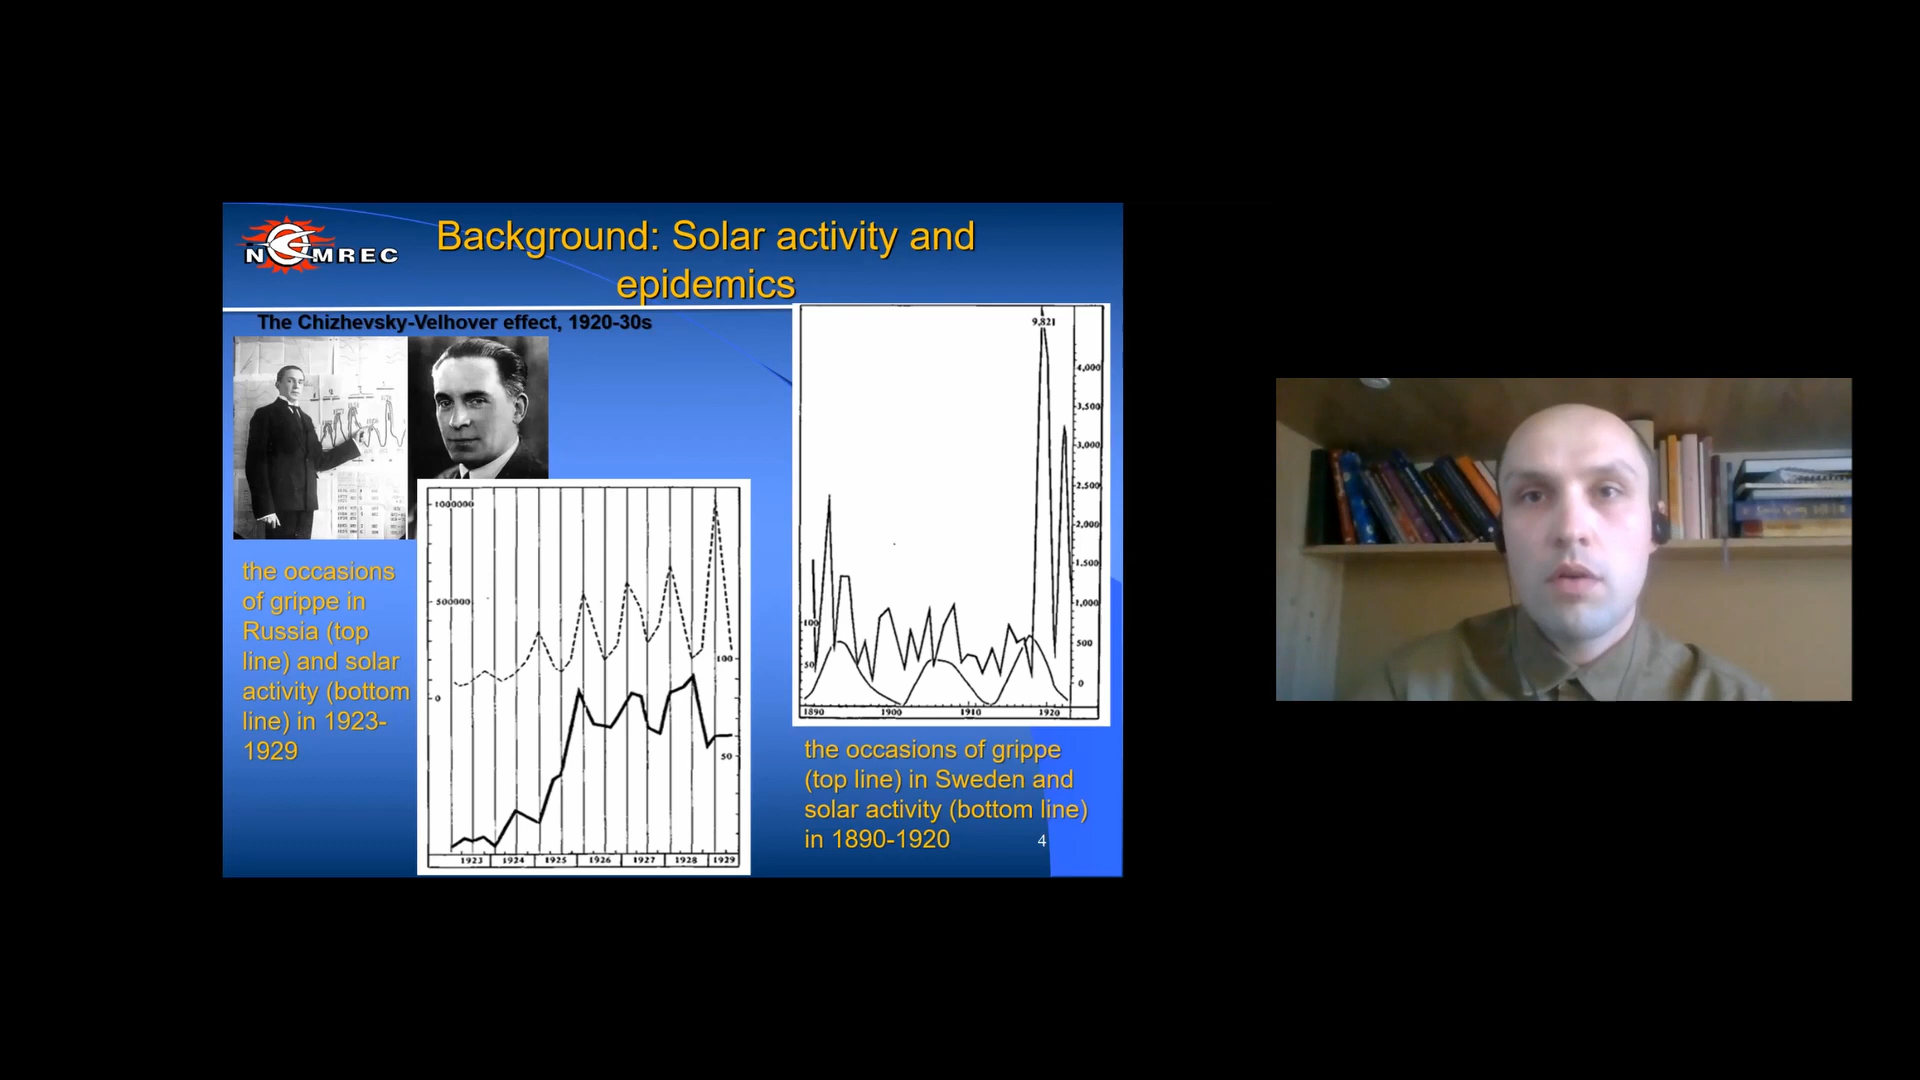 NOMREC
Background: Solar activity and
epidemics
The Chizhevsky-Velhover effect, 1920-30s
the occasions
of grippe in
Russia (top
line) and solar
activity (bottom
line) in 1923-
1929
1000000
500000
0
100
50
1923 1924 1925 1926 1927 1928 1929
9,821
4,000
3,500
3,000
2,500
2,000
1,500
1,000
500
0
100
50
1890 1900 1910 1920
the occasions of grippe
(top line) in Sweden and
solar activity (bottom line)
in 1890-1920
4